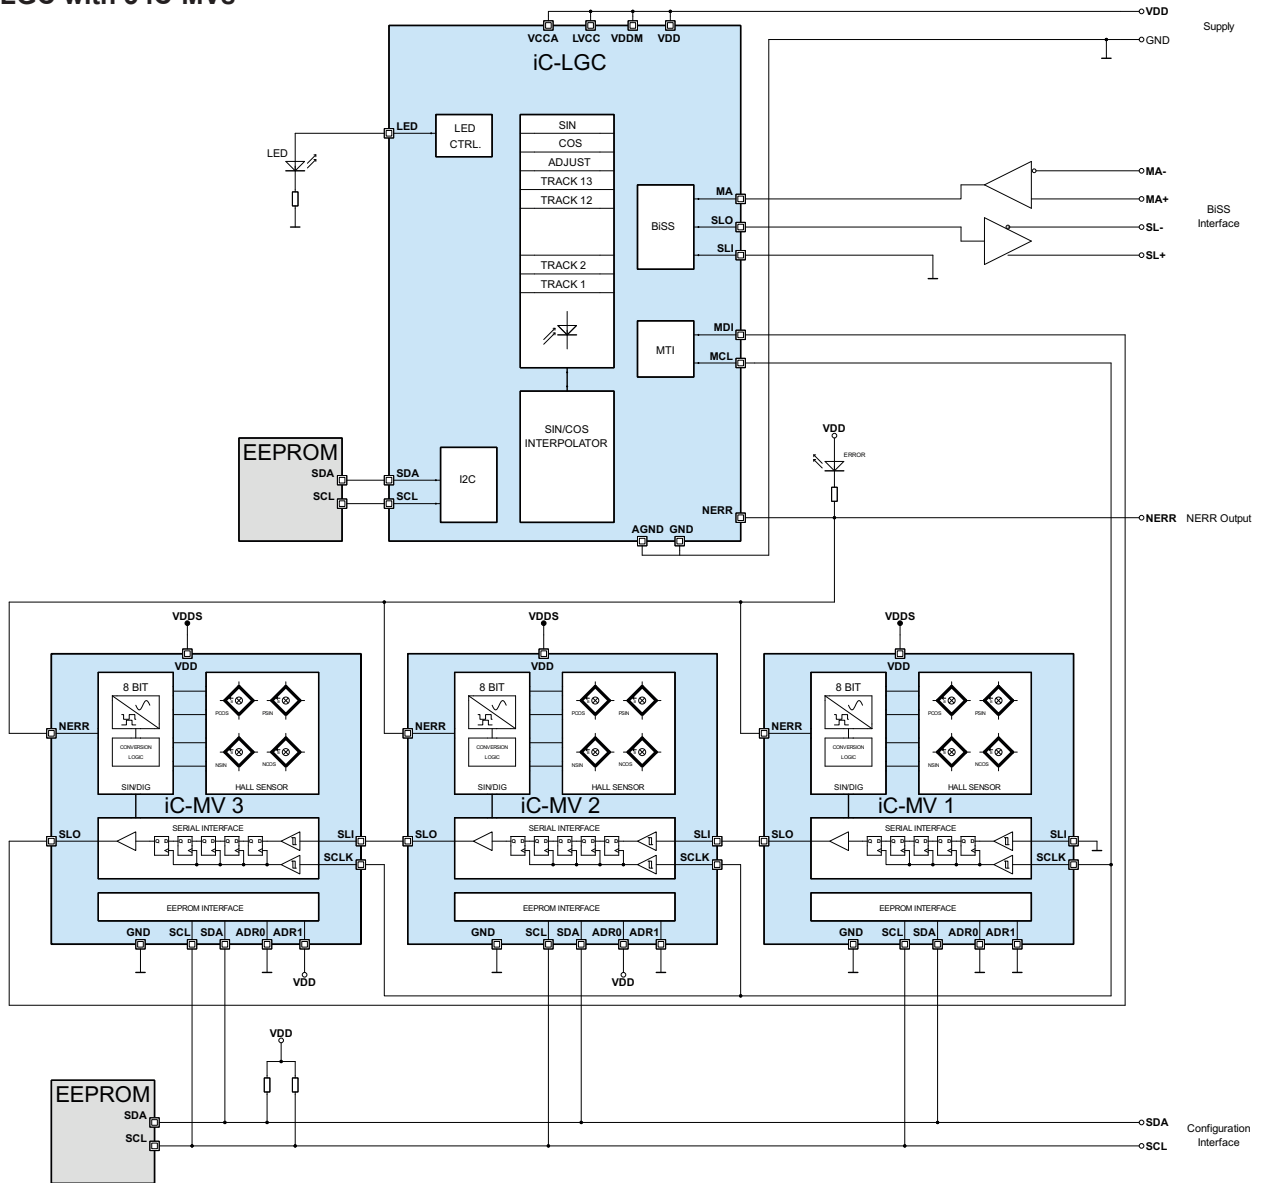 LGC with 3 iC-MVs
VDD
GND
Supply
VCCA LVCC VDDM VDD
iC-LGC
LED
LED
LED
CTRL.
SIN
COS
ADJUST
TRACK 13
TRACK 12
TRACK 2
TRACK 1
BiSS
MA
SLO
SLI
MA-
MA+
SL-
SL+
BiSS
Interface
MTI
MDI
MCL
SIN/COS
INTERPOLATOR
EEPROM
SDA
SCL
SDA
SCL
I2C
VDD
ERROR
NERR
NERR NERR Output
AGND GND
VDDS VDDS VDDS
VDD VDD VDD
8 BIT
PCOS PSIN
NERR
CONVERSION
LOGIC
NSIN NCOS
SIN/DIG HALL SENSOR
iC-MV 3
SERIAL INTERFACE
SLO SLI
SCLK
EEPROM INTERFACE
GND SCL SDA ADR0 ADR1
VDD
8 BIT
PCOS PSIN
NERR
CONVERSION
LOGIC
NSIN NCOS
SIN/DIG HALL SENSOR
iC-MV 2
SERIAL INTERFACE
SLO SLI
SCLK
EEPROM INTERFACE
GND SCL SDA ADR0 ADR1
VDD
8 BIT
PCOS PSIN
NERR
CONVERSION
LOGIC
NSIN NCOS
SIN/DIG HALL SENSOR
iC-MV 1
SERIAL INTERFACE
SLO SLI
SCLK
EEPROM INTERFACE
GND SCL SDA ADR0 ADR1
VDD
EEPROM
SDA
SCL
SDA
SCL
Configuration
Interface